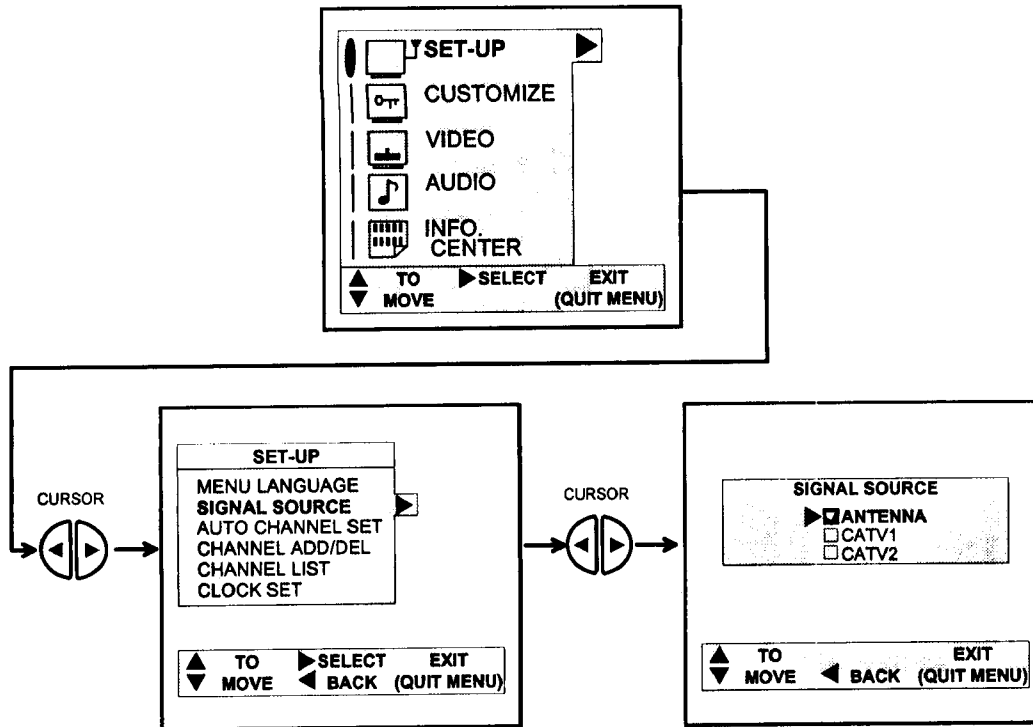 SET-UP
CUSTOMIZE
VIDEO
AUDIO
INFO.
CENTER
▲ TO ▶SELECT EXIT
▼ MOVE (QUIT MENU)
CURSOR
SET-UP
MENU LANGUAGE
SIGNAL SOURCE
AUTO CHANNEL SET
CHANNEL ADD/DEL
CHANNEL LIST
CLOCK SET
▲ TO ▶SELECT EXIT
▼ MOVE ◀ BACK (QUIT MENU)
CURSOR
SIGNAL SOURCE
ANTENNA
CATV1
CATV2
▲ TO EXIT
▼ MOVE ◀ BACK (QUIT MENU)